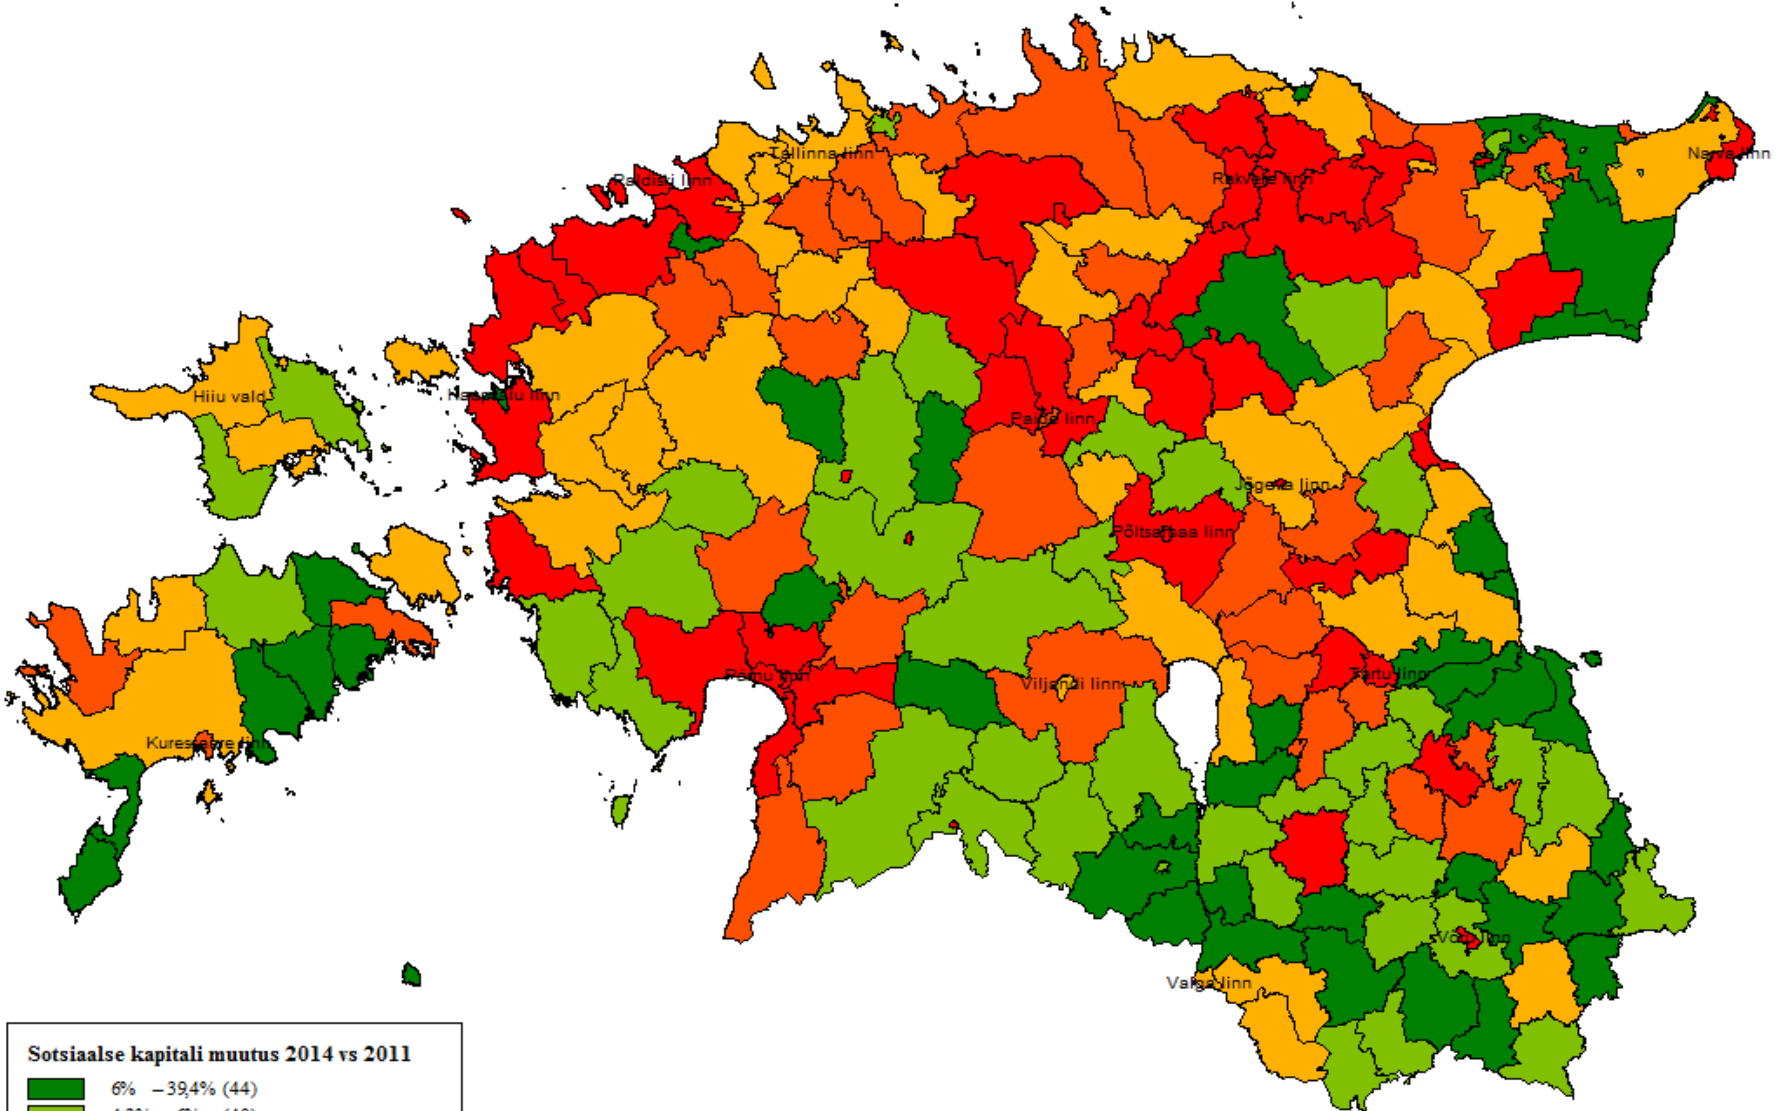 Tallinna linn
Narva linn
Paldiski linn
Rakvere linn
Hiiu vald
Haapsalu linn
Paide linn
Jõgeva linn
Põltsamaa linn
Pärnu linn
Viljandi linn
Tartu linn
Kuressaare linn
Võru linn
Valga linn
Sotsiaalse kapitali muutus 2014 vs 2011
6% – 39,4% (44)